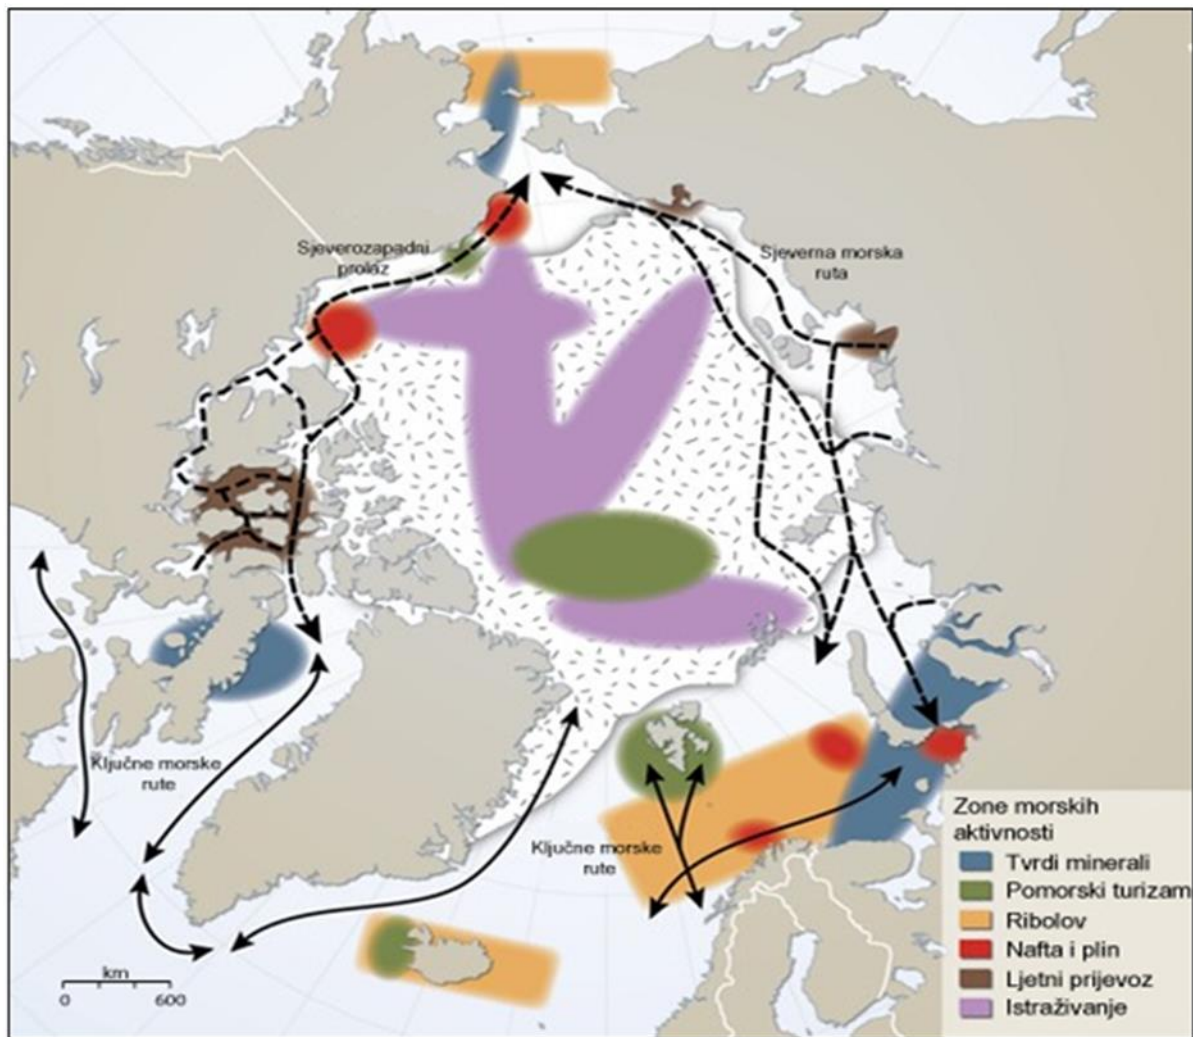 Sjeverozapadni
prolaz
Sjeverna morska
ruta
Ključne morske
rute
Ključne morske
rute
km
0 600
Zone morskih
aktivnosti
Tvrdi minerali
Pomorski turizam
Ribolov
Nafta i plin
Ljetni prijevoz
Istraživanje